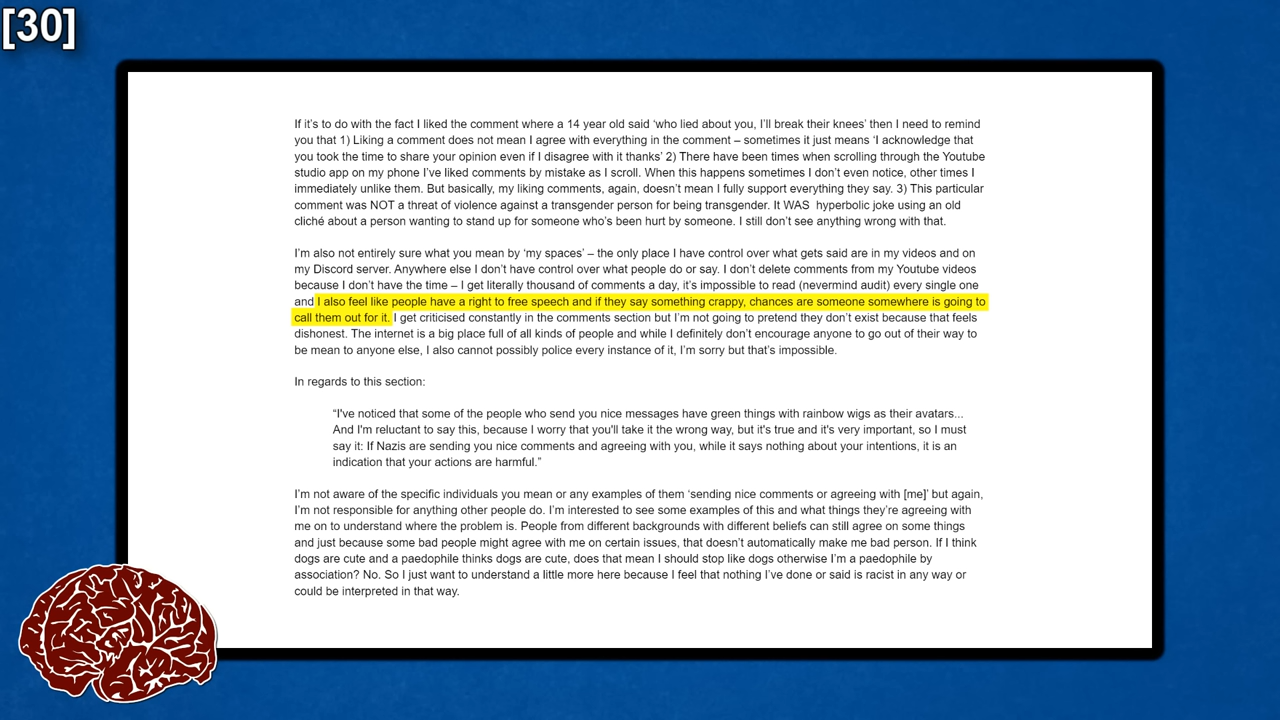 [30]
If it's to do with the fact I liked the comment where a 14 year old said 'who lied about you, I'll break their knees' then I need to remind
you that 1) Liking a comment does not mean I agree with everything in the comment – sometimes it just means 'I acknowledge that
you took the time to share your opinion even if I disagree with it thanks' 2) There have been times when scrolling through the Youtube
studio app on my phone I've liked comments by mistake as I scroll. When this happens sometimes I don't even notice, other times I
immediately unlike them. But basically, my liking comments, again, doesn't mean I fully support everything they say. 3) This particular
comment was NOT a threat of violence against a transgender person for being transgender. It WAS  hyperbolic joke using an old
cliché about a person wanting to stand up for someone who's been hurt by someone. I still don't see anything wrong with that.
I'm also not entirely sure what you mean by 'my spaces' – the only place I have control over what gets said are in my videos and on
my Discord server. Anywhere else I don't have control over what people do or say. I don't delete comments from my Youtube videos
because I don't have the time – I get literally thousand of comments a day, it's impossible to read (nevermind audit) every single one
and I also feel like people have a right to free speech and if they say something crappy, chances are someone somewhere is going to
call them out for it. I get criticised constantly in the comments section but I'm not going to pretend they don't exist because that feels
dishonest. The internet is a big place full of all kinds of people and while I definitely don't encourage anyone to go out of their way to
be mean to anyone else, I also cannot possibly police every instance of it, I'm sorry but that's impossible.
In regards to this section:
"I've noticed that some of the people who send you nice messages have green things with rainbow wigs as their avatars...
And I'm reluctant to say this, because I worry that you'll take it the wrong way, but it's true and it's very important, so I must
say it: If Nazis are sending you nice comments and agreeing with you, while it says nothing about your intentions, it is an
indication that your actions are harmful."
I'm not aware of the specific individuals you mean or any examples of them 'sending nice comments or agreeing with [me]' but again,
I'm not responsible for anything other people do. I'm interested to see some examples of this and what things they're agreeing with
me on to understand where the problem is. People from different backgrounds with different beliefs can still agree on some things
and just because some bad people might agree with me on certain issues, that doesn't automatically make me bad person. If I think
dogs are cute and a paedophile thinks dogs are cute, does that mean I should stop like dogs otherwise I'm a paedophile by
association? No. So I just want to understand a little more here because I feel that nothing I've done or said is racist in any way or
could be interpreted in that way.